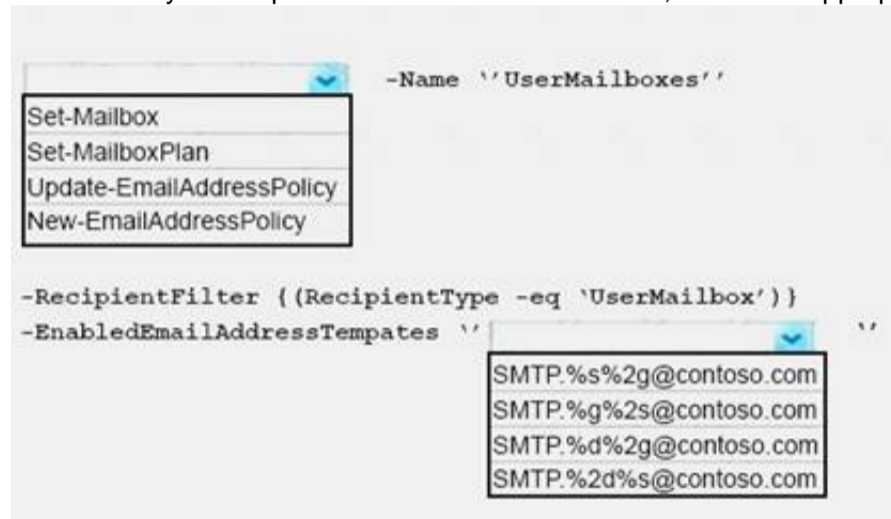 -Name ‘’UserMailboxes’’
Set-Mailbox
Set-MailboxPlan
Update-EmailAddressPolicy
New-EmailAddressPolicy
-RecipientFilter {(RecipientType -eq ‘UserMailbox’)}
-EnabledEmailAddressTempates ‘’ ‘’
SMTP.%s%2g@contoso.com
SMTP.%g%2s@contoso.com
SMTP.%d%2g@contoso.com
SMTP.%2d%s@contoso.com